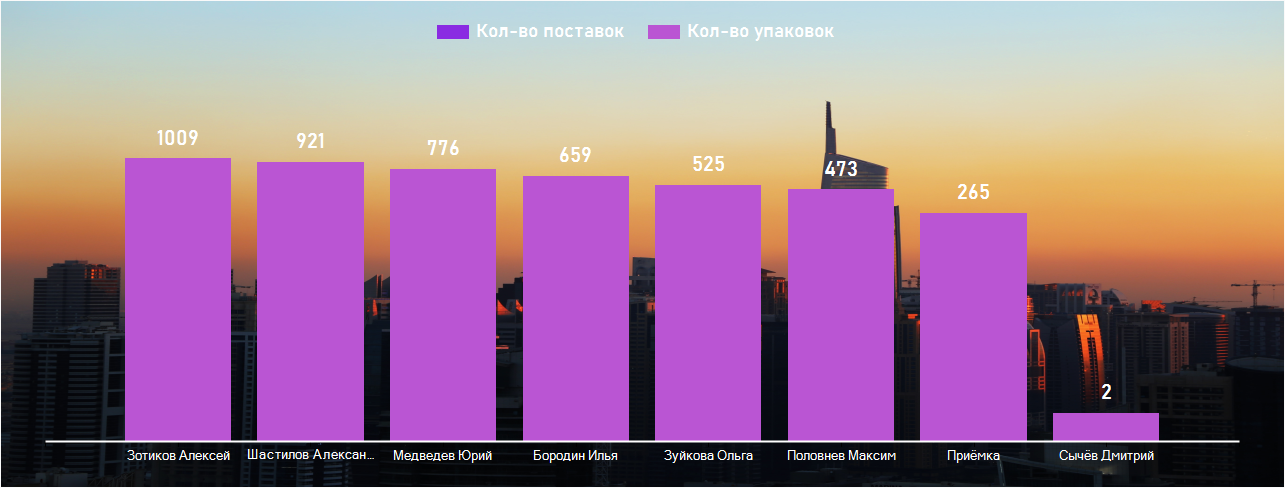 Кол-во поставок Кол-во упаковок
1009 921 776 659 525 473 265 2
Зотиков Алексей Шастилов Алексан... Медведев Юрий Бородин Илья Зуйкова Ольга Половнев Максим Приёмка Сычёв Дмитрий